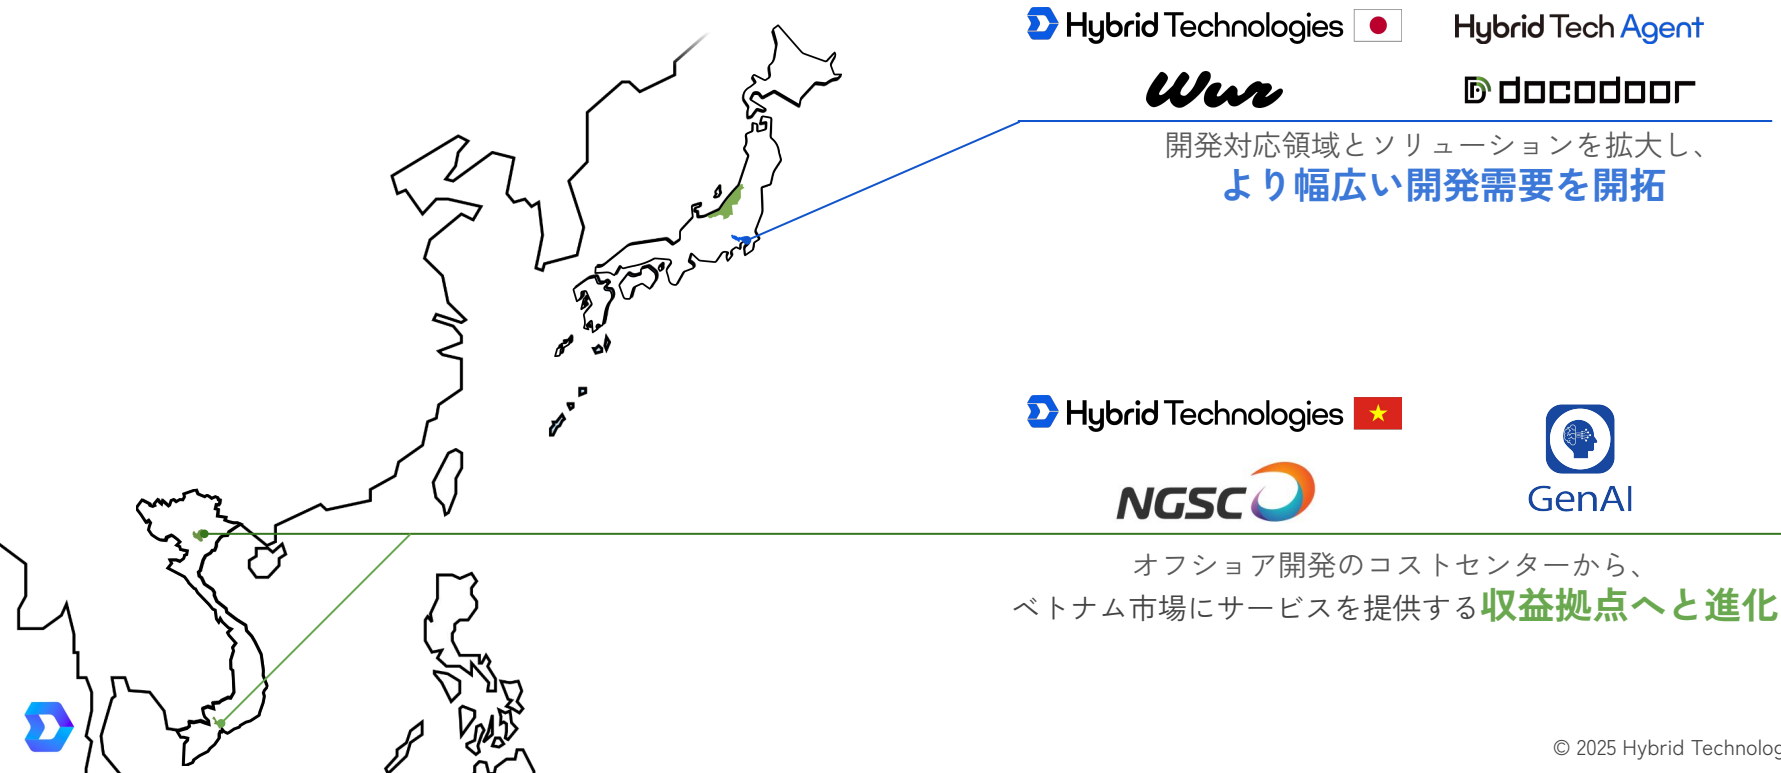 Hybrid Technologies
Hybrid Tech Agent
Wur
docodoor
開発対応領域とソリューションを拡大し、
より幅広い開発需要を開拓
Hybrid Technologies
NGSC
GenAI
オフショア開発のコストセンターから、
ベトナム市場にサービスを提供する収益拠点へと進化
© 2025 Hybrid Technolog